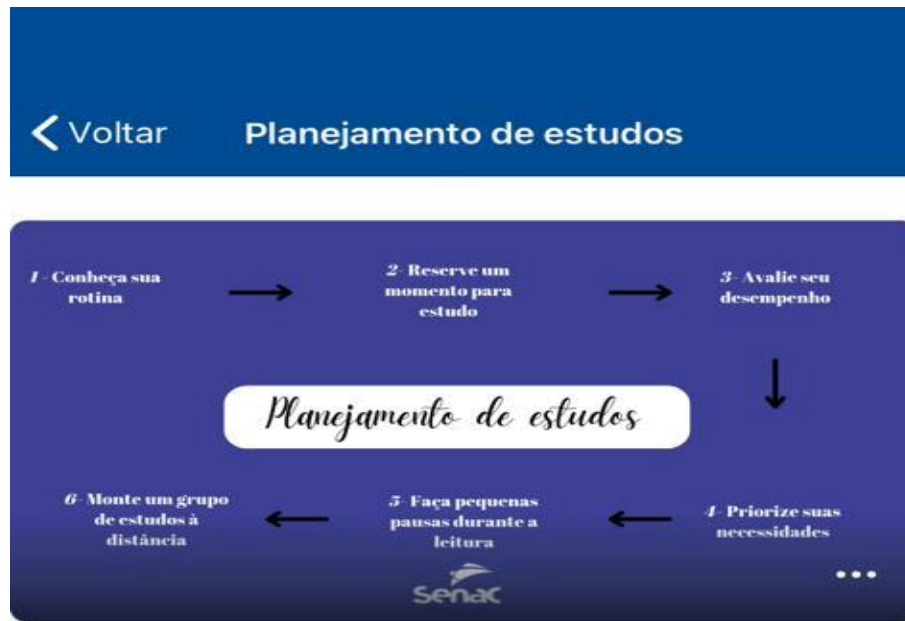 Voltar
Planejamento de estudos
1- Conheça sua
rotina
2- Reserve um
momento para
estudo
3- Avalie seu
desempenho
Planejamento de estudos
4- Priorize suas
necessidades
5- Faça pequenas
pausas durante a
leitura
6- Monte um grupo
de estudos à
distância
Senac